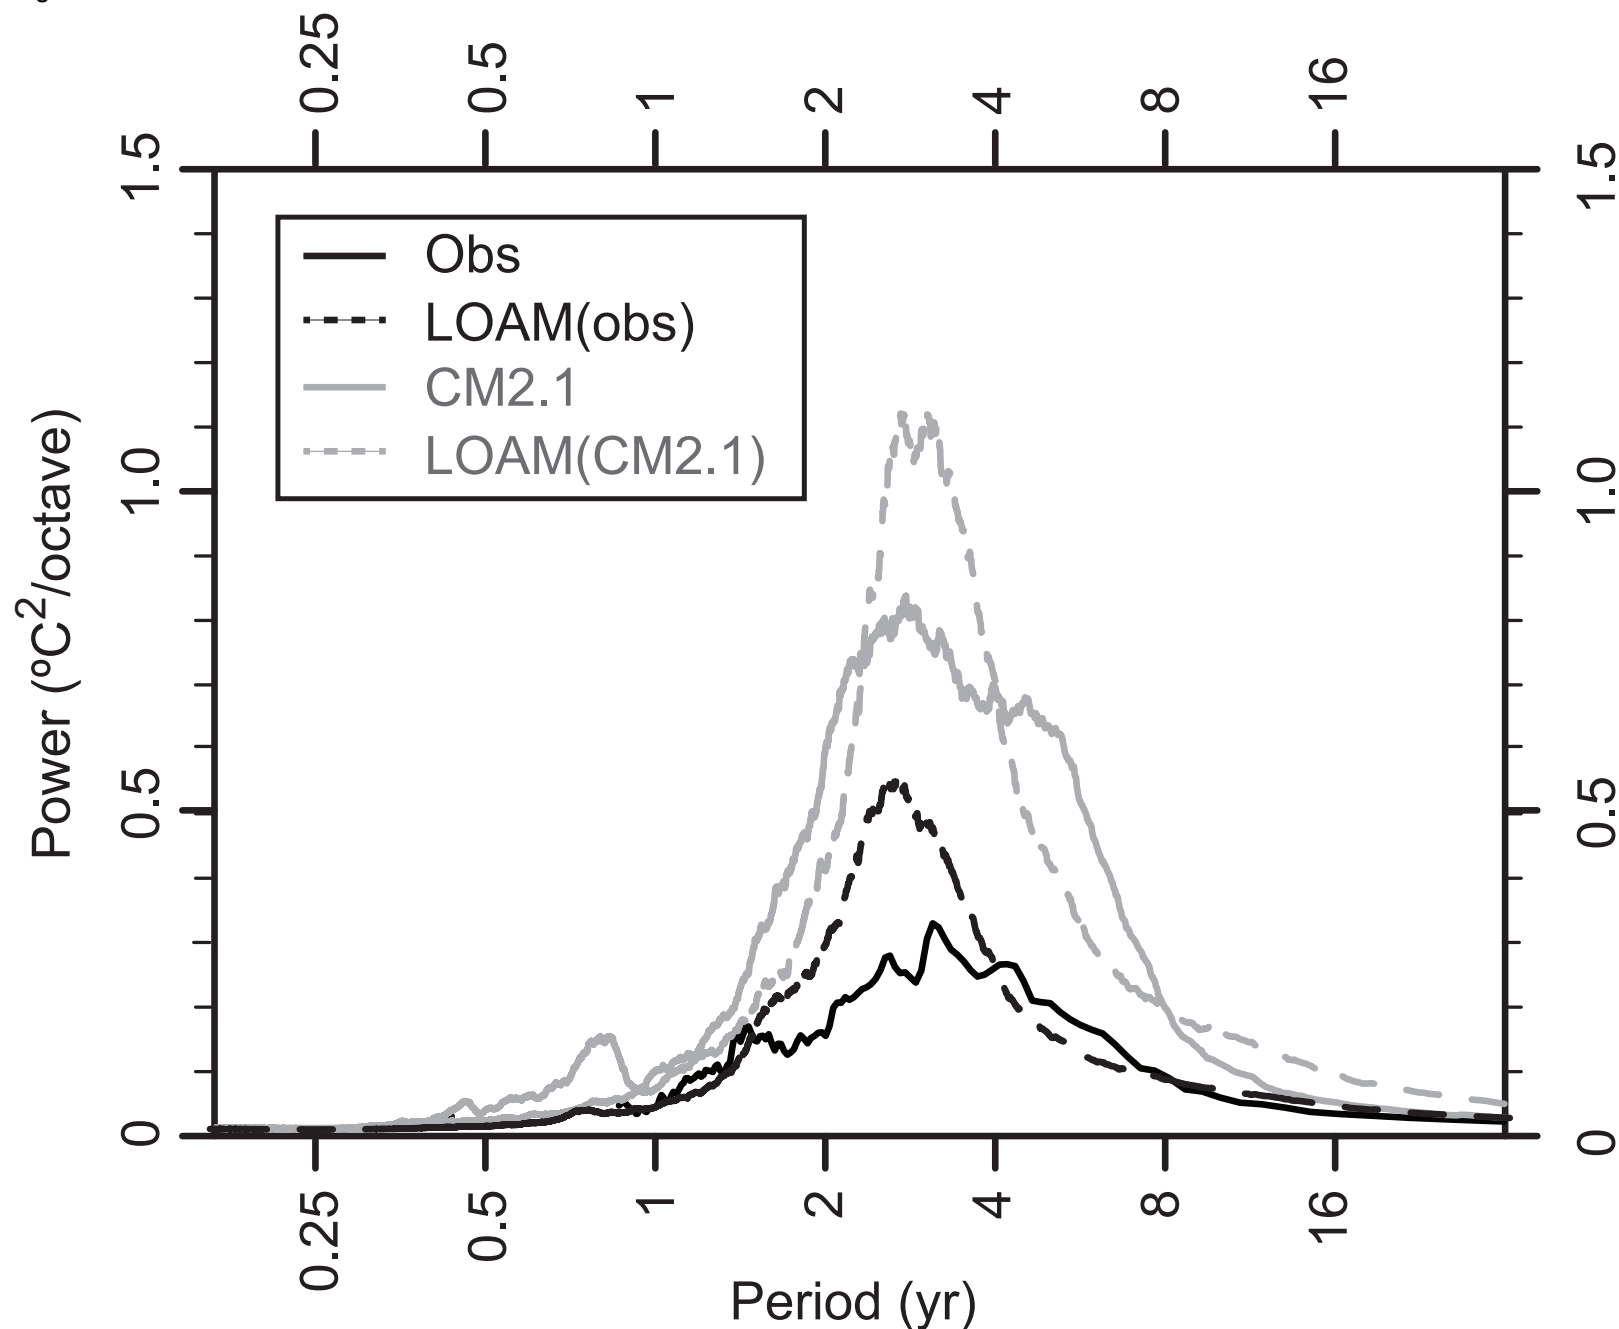 0.25 0.5 1 2 4 8 16
1.5 1.5
Obs
LOAM(obs)
CM2.1
LOAM(CM2.1)
1.0 1.0
0.5 0.5
0 0
Power (ºC2/octave)
0.25 0.5 1 2 4 8 16
Period (yr)